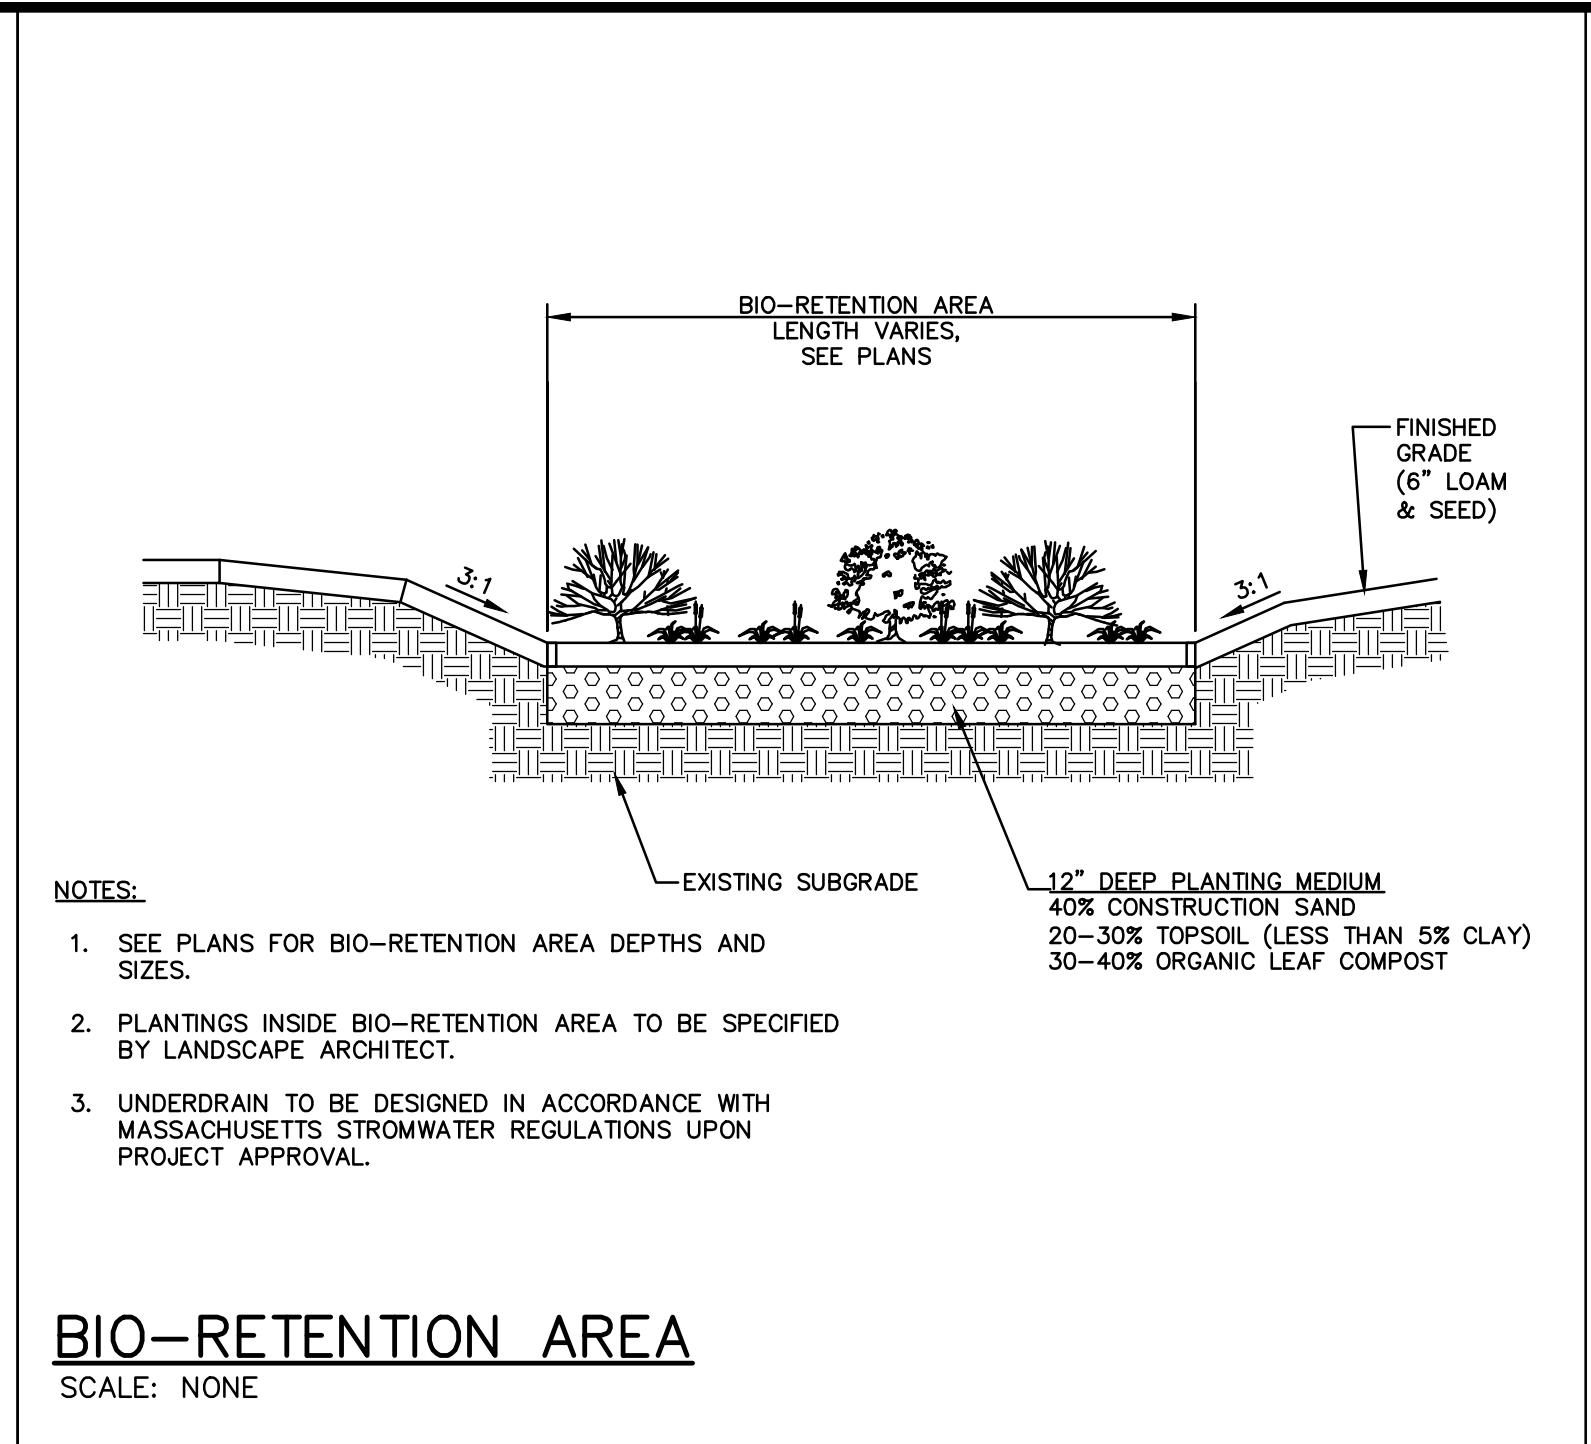 BIO-RETENTION AREA
LENGTH VARIES,
SEE PLANS
FINISHED
GRADE
(6" LOAM
& SEED)
3:1
3:1
EXISTING SUBGRADE
12" DEEP PLANTING MEDIUM
40% CONSTRUCTION SAND
20-30% TOPSOIL (LESS THAN 5% CLAY)
30-40% ORGANIC LEAF COMPOST
NOTES:
1. SEE PLANS FOR BIO-RETENTION AREA DEPTHS AND
SIZES.
2. PLANTINGS INSIDE BIO-RETENTION AREA TO BE SPECIFIED
BY LANDSCAPE ARCHITECT.
3. UNDERDRAIN TO BE DESIGNED IN ACCORDANCE WITH
MASSACHUSETTS STROMWATER REGULATIONS UPON
PROJECT APPROVAL.
BIO-RETENTION AREA
SCALE: NONE